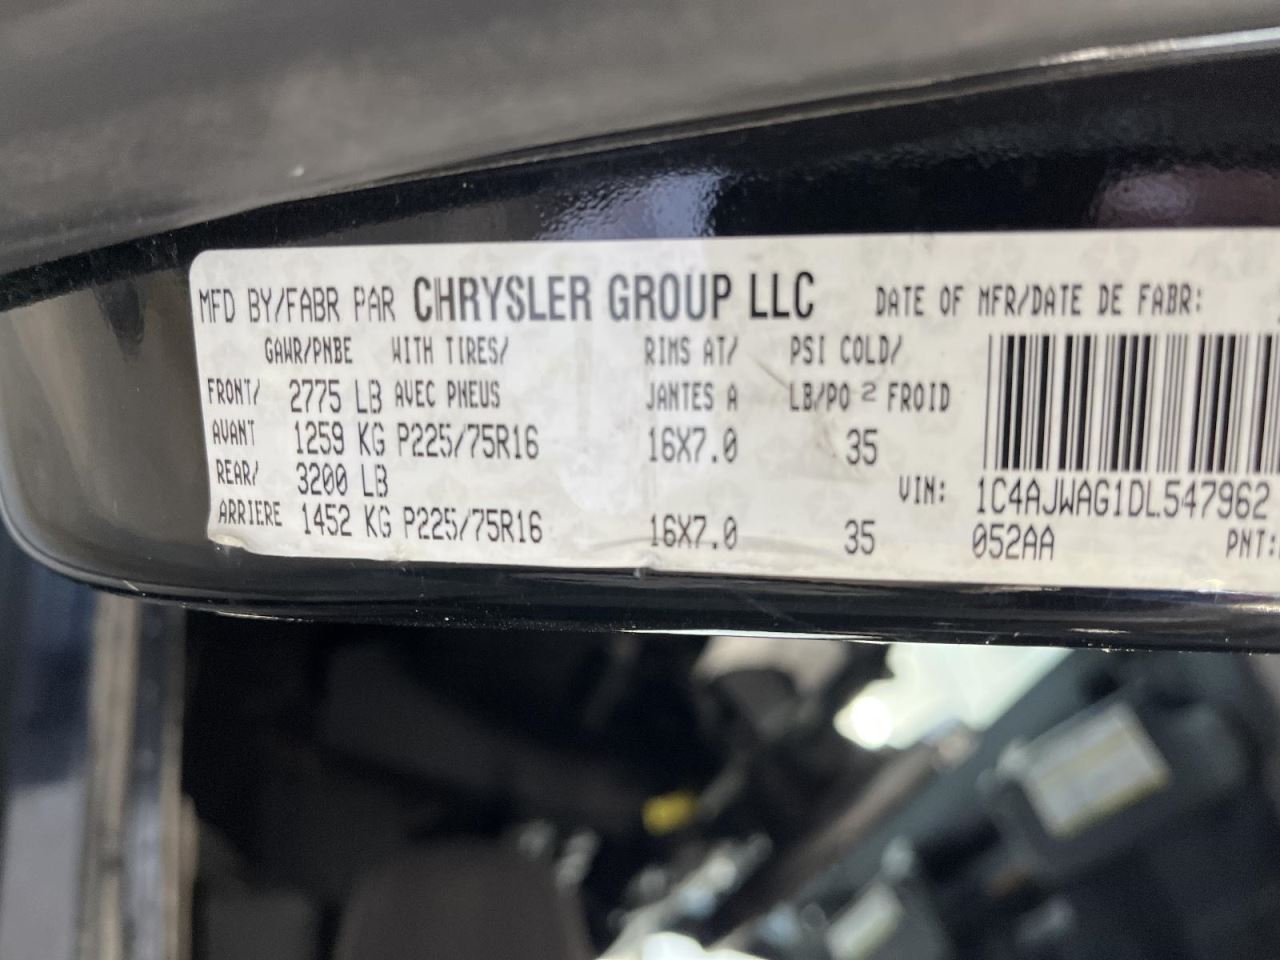 MFD BY/FABR PAR CHRYSLER GROUP LLC DATE OF MFR/DATE DE FABR:
GAWR/PNBE WITH TIRES/ RIMS AT/ PSI COLD/
FRONT/ 2775 LB AVEC PNEUS JANTES A LB/PO 2 FROID
AVANT 1259 KG P225/75R16 16X7.0 35
REAR/ 3200 LB VIN: 1C4AJWAG1DL547962
ARRIERE 1452 KG P225/75R16 16X7.0 35 052AA PNT: